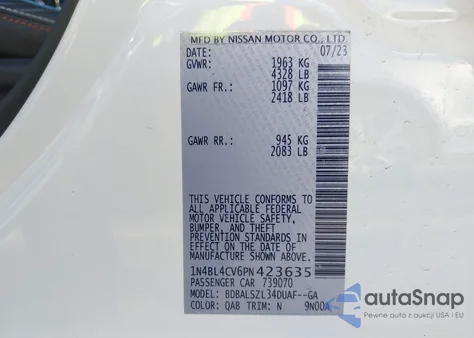 MFD BY NISSAN MOTOR CO., LTD.
DATE: 07/23
GVWR: 1963 KG
4328 LB
GAWR FR.: 1097 KG
2418 LB
GAWR RR.: 945 KG
2083 LB
THIS VEHICLE CONFORMS TO
ALL APPLICABLE FEDERAL
MOTOR VEHICLE SAFETY,
BUMPER, AND THEFT
PREVENTION STANDARDS IN
EFFECT ON THE DATE OF
MANUFACTURE SHOWN ABOVE.
1N4BL4CV6PN423635
PASSENGER CAR 739070
MODEL: BDBALSZL34DUAF--GA
COLOR: QAB TRIM: N 9N00A
autoSnap
Pewne auto z aukcji USA i EUAF